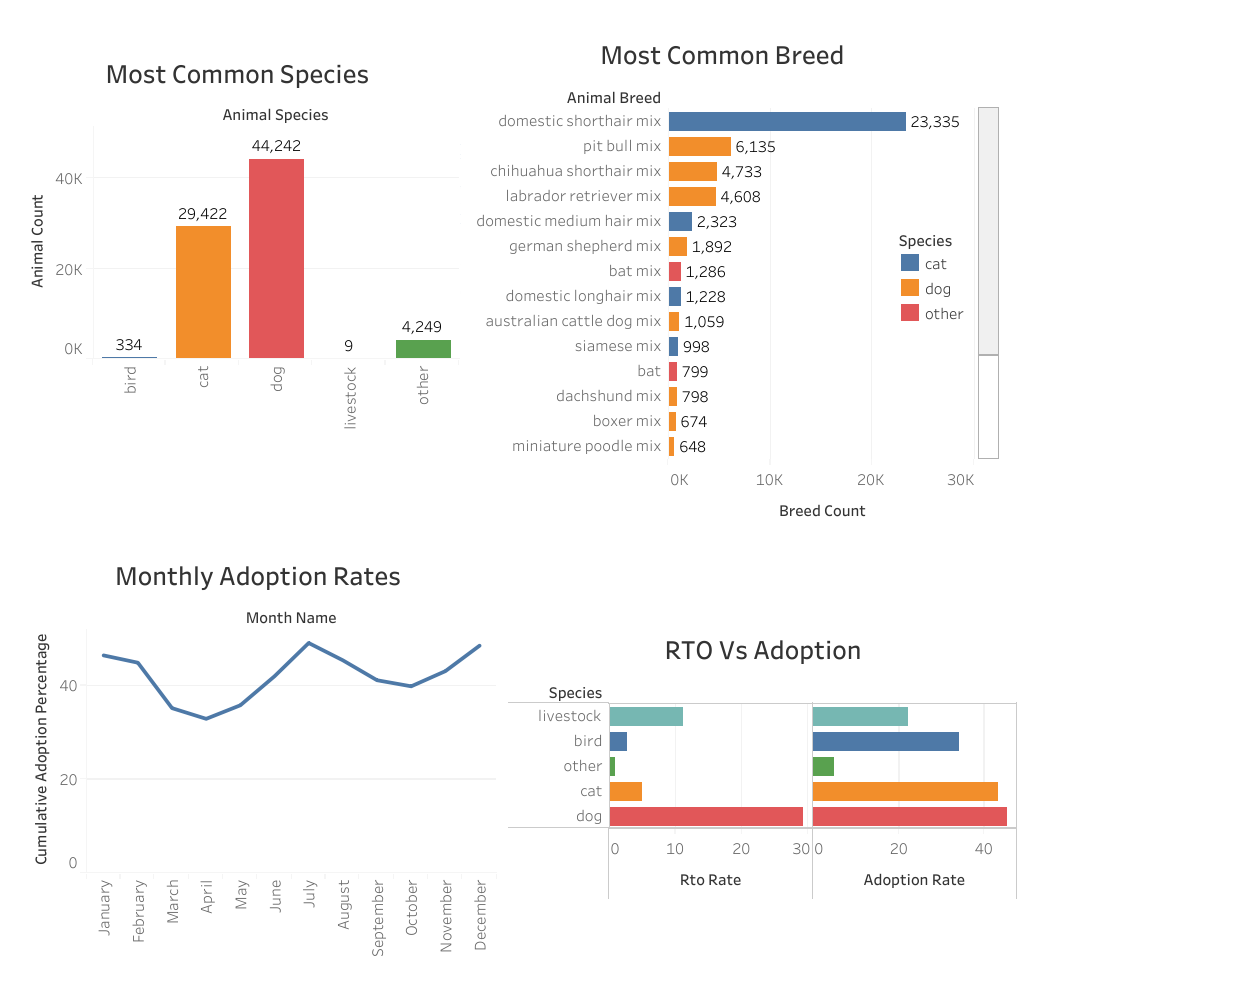 Most Common Species
Animal Species
Animal Count
40K
20K
0K
334
29,422
44,242
9
4,249
bird
cat
dog
livestock
other
Most Common Breed
Animal Breed
domestic shorthair mix 23,335
pit bull mix 6,135
chihuahua shorthair mix 4,733
labrador retriever mix 4,608
domestic medium hair mix 2,323
german shepherd mix 1,892
bat mix 1,286
domestic longhair mix 1,228
australian cattle dog mix 1,059
siamese mix 998
bat 799
dachshund mix 798
boxer mix 674
miniature poodle mix 648
0K 10K 20K 30K
Breed Count
Species
cat
dog
other
Monthly Adoption Rates
Month Name
Cumulative Adoption Percentage
40
20
0
January
February
March
April
May
June
July
August
September
October
November
December
RTO Vs Adoption
Species
livestock
bird
other
cat
dog
0 10 20 30
Rto Rate
0 20 40
Adoption Rate